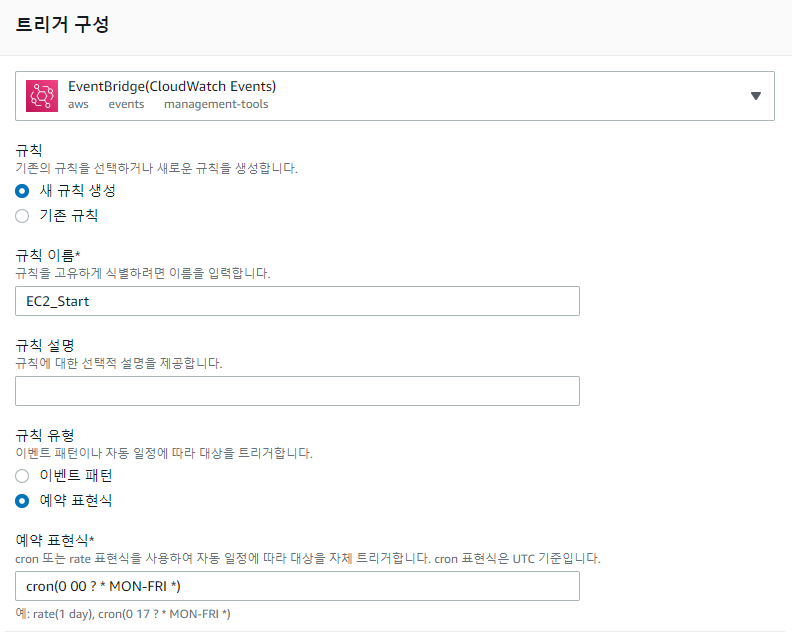 트리거 구성
EventBridge(CloudWatch Events)
aws events management-tools
규칙
기존의 규칙을 선택하거나 새로운 규칙을 생성합니다.
새 규칙 생성
기존 규칙
규칙 이름*
규칙을 고유하게 식별하려면 이름을 입력합니다.
EC2_Start
규칙 설명
규칙에 대한 선택적 설명을 제공합니다.
규칙 유형
이벤트 패턴이나 자동 일정에 따라 대상을 트리거합니다.
이벤트 패턴
예약 표현식
예약 표현식*
cron 또는 rate 표현식을 사용하여 자동 일정에 따라 대상을 자체 트리거합니다. cron 표현식은 UTC 기준입니다.
cron(0 00 ? * MON-FRI *)
예: rate(1 day), cron(0 17 ? * MON-FRI *)